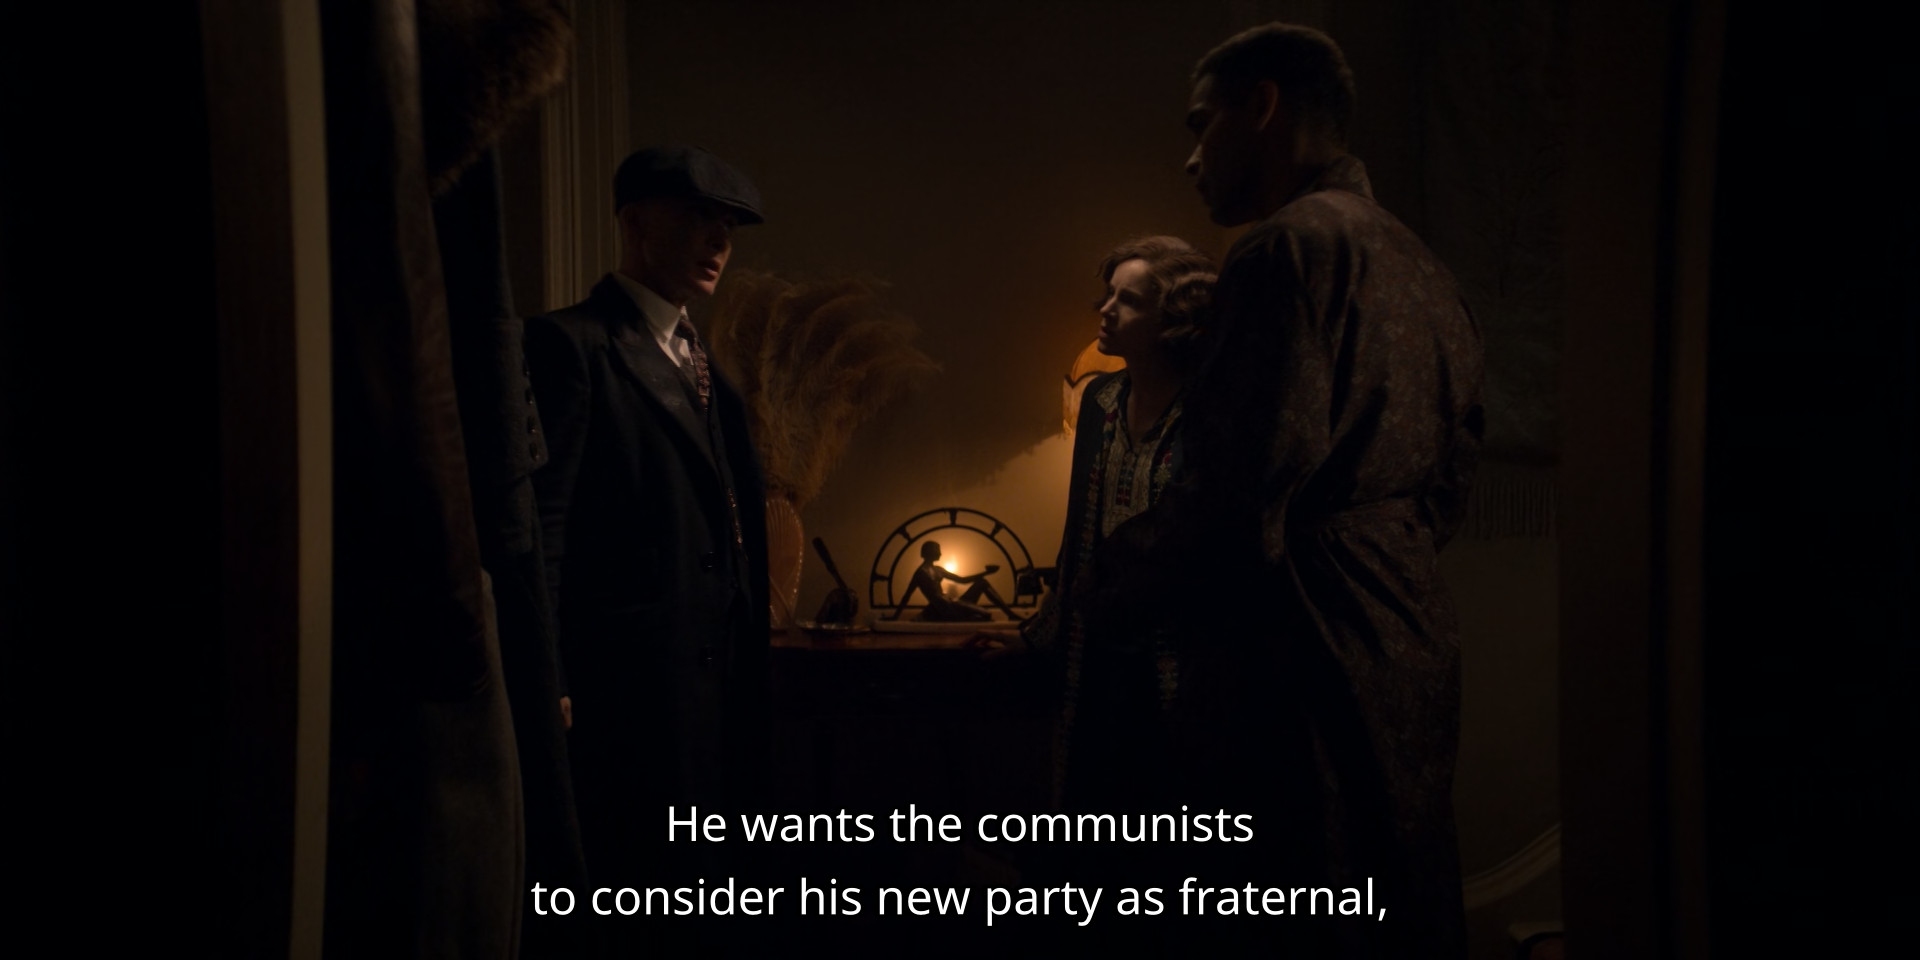 He wants the communists
to consider his new party as fraternal,